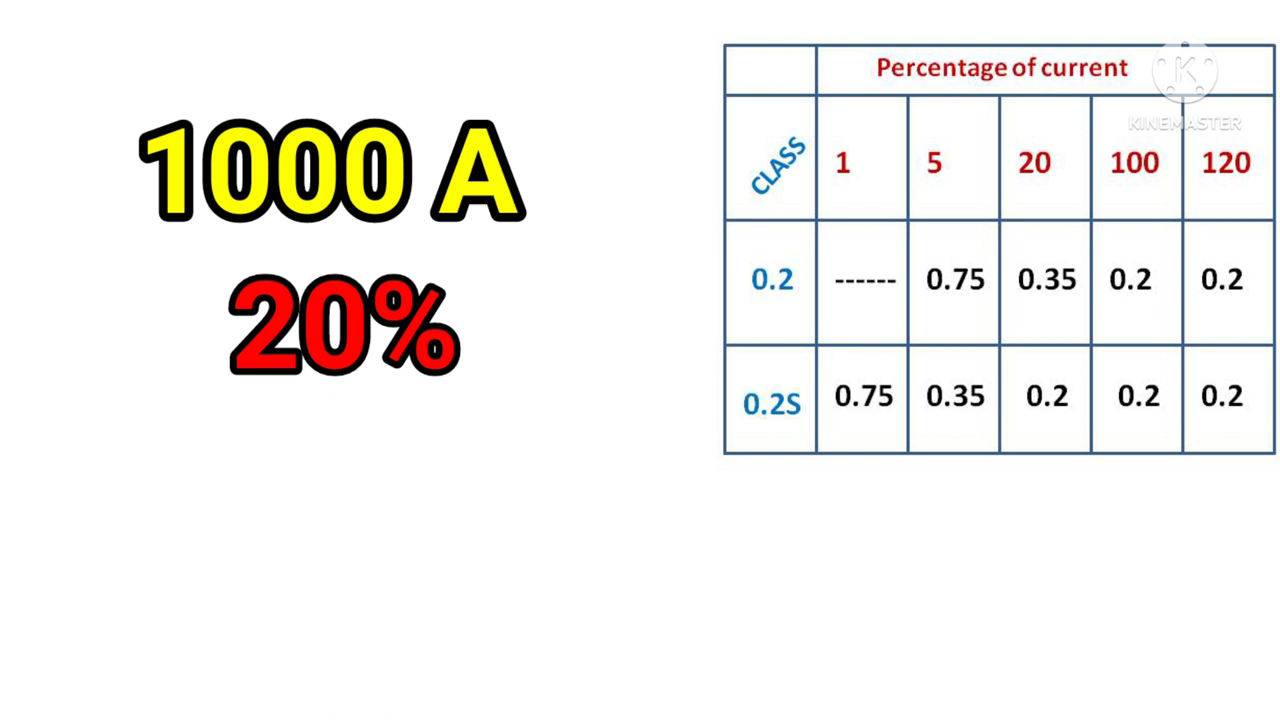 1000 A
20%
Percentage of current
KINEMASTER
CLASS 1 5 20 100 120
0.2 ------ 0.75 0.35 0.2 0.2
0.2S 0.75 0.35 0.2 0.2 0.2